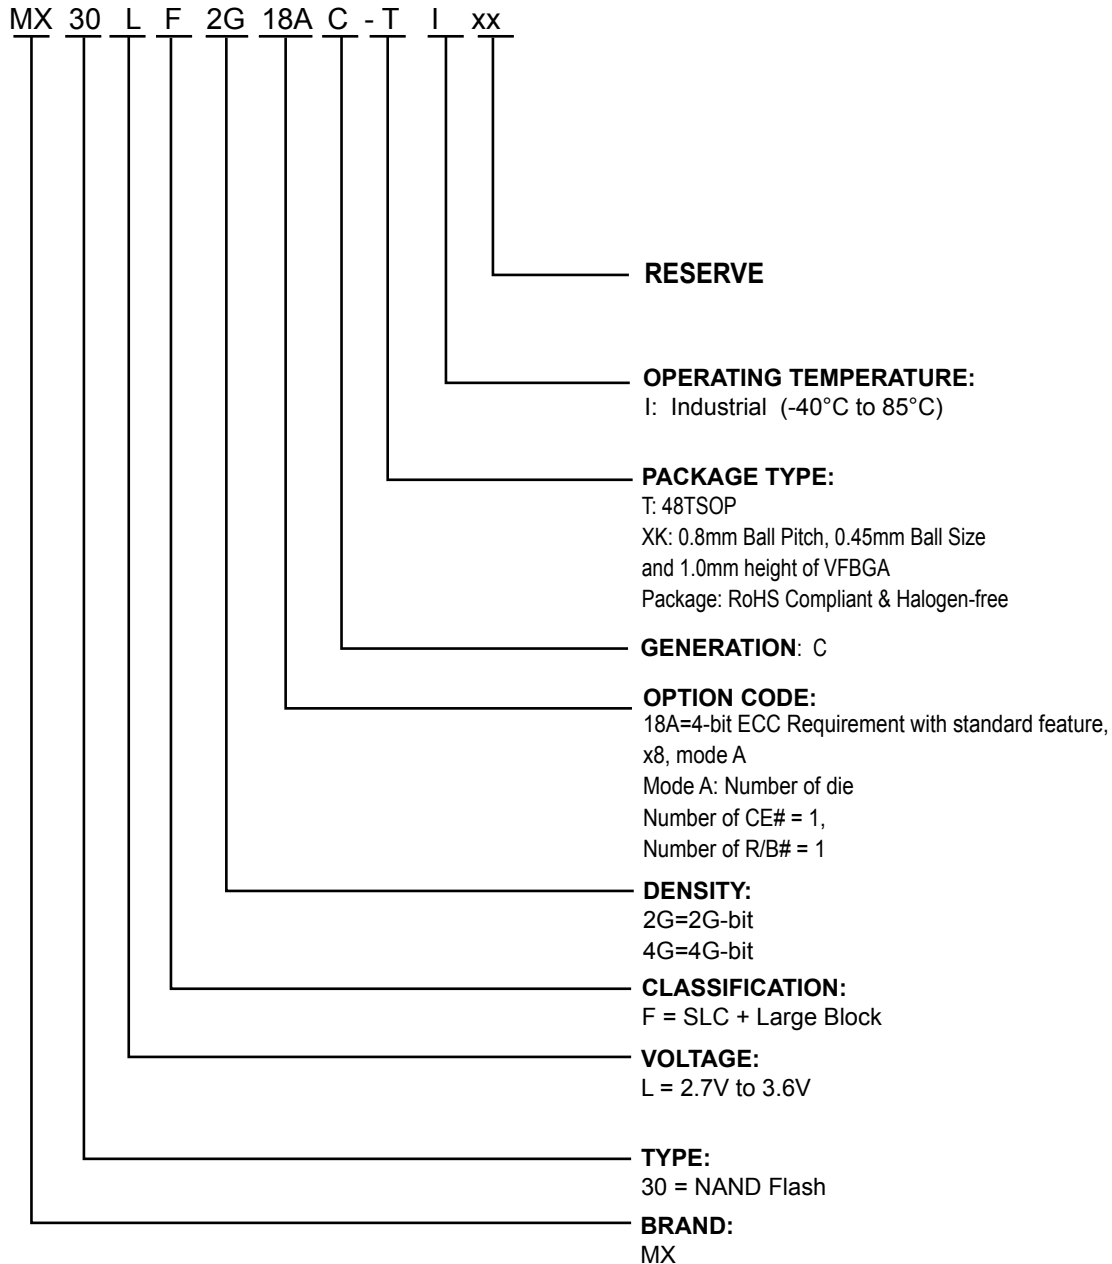 MX 30 L F 2G 18A C - T I xx
RESERVE
OPERATING TEMPERATURE:
I: Industrial (-40°C to 85°C)
PACKAGE TYPE:
T: 48TSOP
XK: 0.8mm Ball Pitch, 0.45mm Ball Size
and 1.0mm height of VFBGA
Package: RoHS Compliant & Halogen-free
GENERATION: C
OPTION CODE:
18A=4-bit ECC Requirement with standard feature,
x8, mode A
Mode A: Number of die
Number of CE# = 1,
Number of R/B# = 1
DENSITY:
2G=2G-bit
4G=4G-bit
CLASSIFICATION:
F = SLC + Large Block
VOLTAGE:
L = 2.7V to 3.6V
TYPE:
30 = NAND Flash
BRAND:
MX